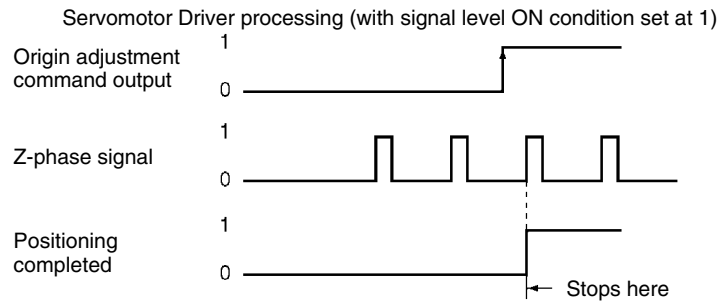 Servomotor Driver processing (with signal level ON condition set at 1)
Origin adjustment
command output
1
0
Z-phase signal
1
0
Positioning
completed
1
0
Stops here